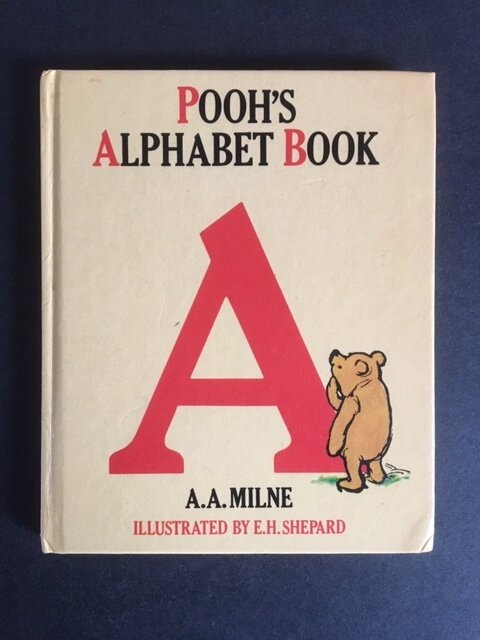 POOH'S
ALPHABET BOOK
A
A.A. MILNE
ILLUSTRATED BY E.H. SHEPARD